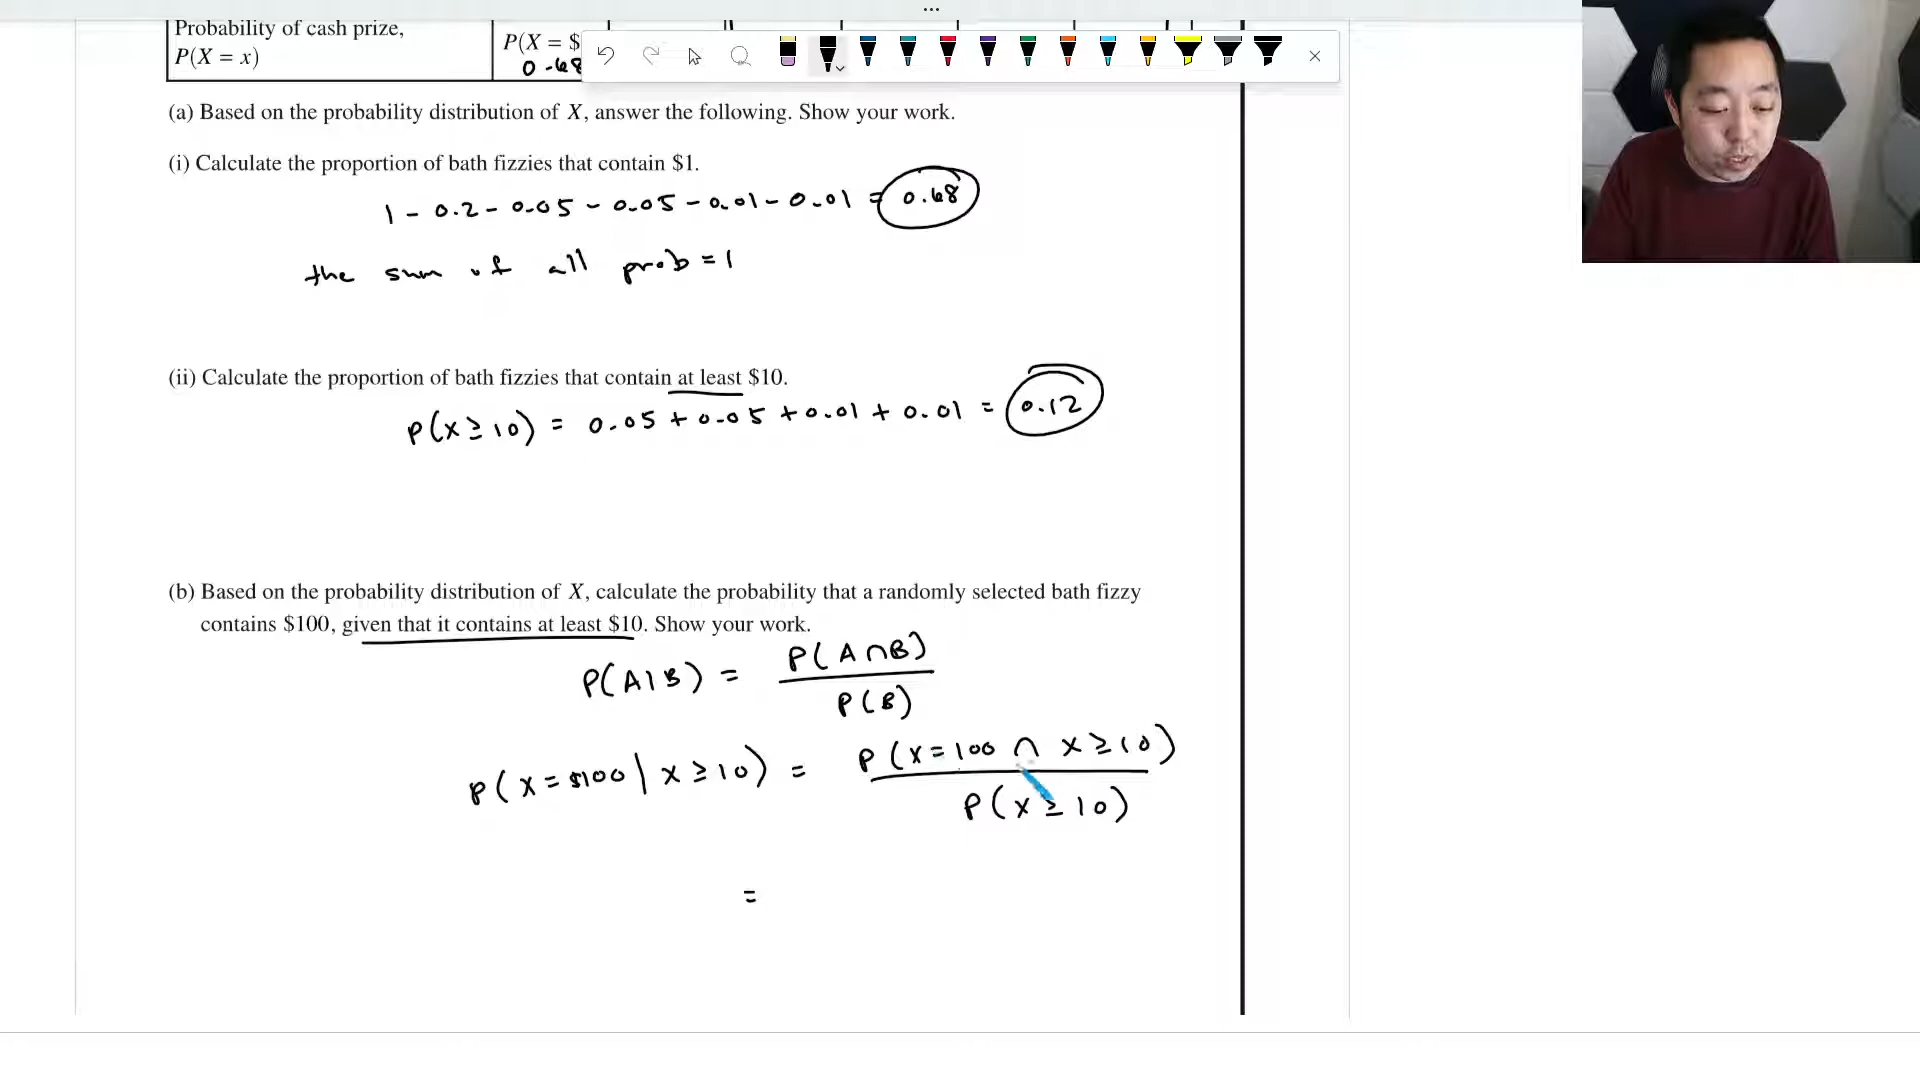 ...
Probability of cash prize,
P(X = x)
P(X = $
0.68
(a) Based on the probability distribution of X, answer the following. Show your work.
(i) Calculate the proportion of bath fizzies that contain $1.
1 - 0.2 - 0.05 - 0.05 - 0.01 - 0.01 = 0.68
the sum of all prob = 1
(ii) Calculate the proportion of bath fizzies that contain at least $10.
P(X ≥ 10) = 0.05 + 0.05 + 0.01 + 0.01 = 0.12
(b) Based on the probability distribution of X, calculate the probability that a randomly selected bath fizzy
contains $100, given that it contains at least $10. Show your work.
P(A|B) = P(A∩B) / P(B)
P(X = $100 | X ≥ 10) = P(X = 100 ∩ X ≥ 10) / P(X ≥ 10)
=